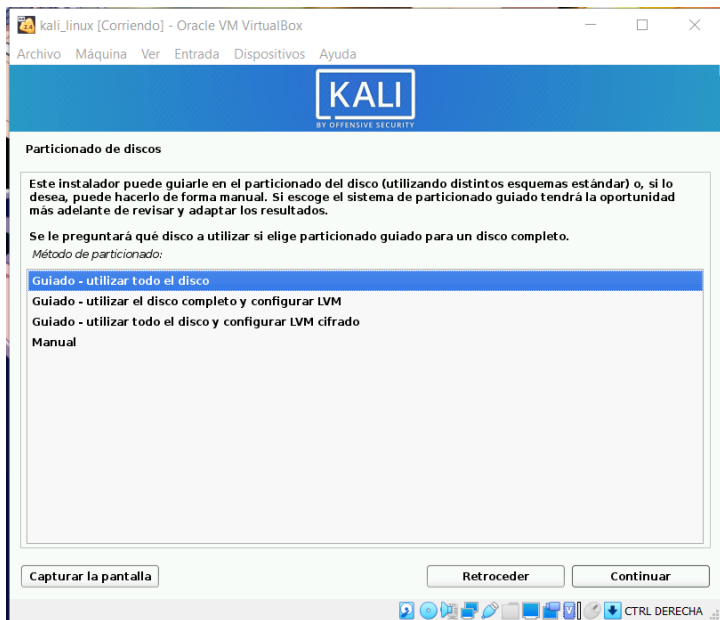 kali_linux [Corriendo] - Oracle VM VirtualBox
Archivo Máquina Ver Entrada Dispositivos Ayuda
KALI
BY OFFENSIVE SECURITY
Particionado de discos
Este instalador puede guiarle en el particionado del disco (utilizando distintos esquemas estándar) o, si lo
desea, puede hacerlo de forma manual. Si escoge el sistema de particionado guiado tendrá la oportunidad
más adelante de revisar y adaptar los resultados.
Se le preguntará qué disco a utilizar si elige particionado guiado para un disco completo.
Método de particionado:
Guiado - utilizar todo el disco
Guiado - utilizar el disco completo y configurar LVM
Guiado - utilizar todo el disco y configurar LVM cifrado
Manual
Capturar la pantalla
Retroceder
Continuar
CTRL DERECHA